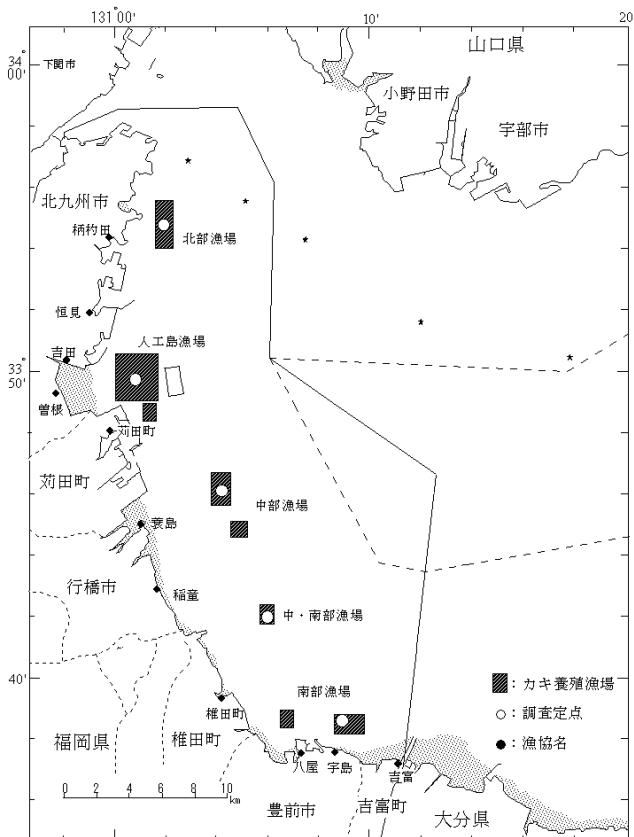 131°00'
10'
20
34°
00'
下関市
山口県
小野田市
宇部市
北九州市
柄杓田
北部漁場
恒見
人工島漁場
吉田
33°
50'
曽根
苅田町
苅田町
中部漁場
蓑島
行橋市
稲童
中・南部漁場
南部漁場
40'
椎田町
：カキ養殖漁場
：調査定点
：漁協名
福岡県
椎田町
八屋
宇島
吉富
0 2 4 6 8 10
km
豊前市
吉富町
大分県